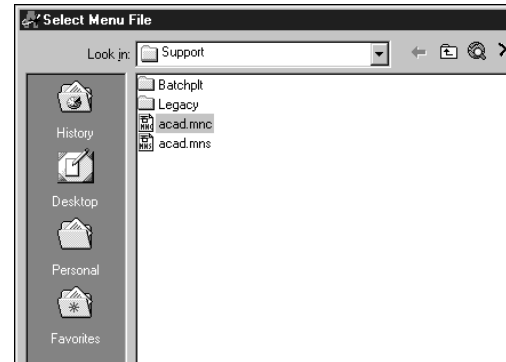 Select Menu File
Look in: Support
Batchplt
Legacy
acad.mnc
acad.mns
History
Desktop
Personal
Favorites